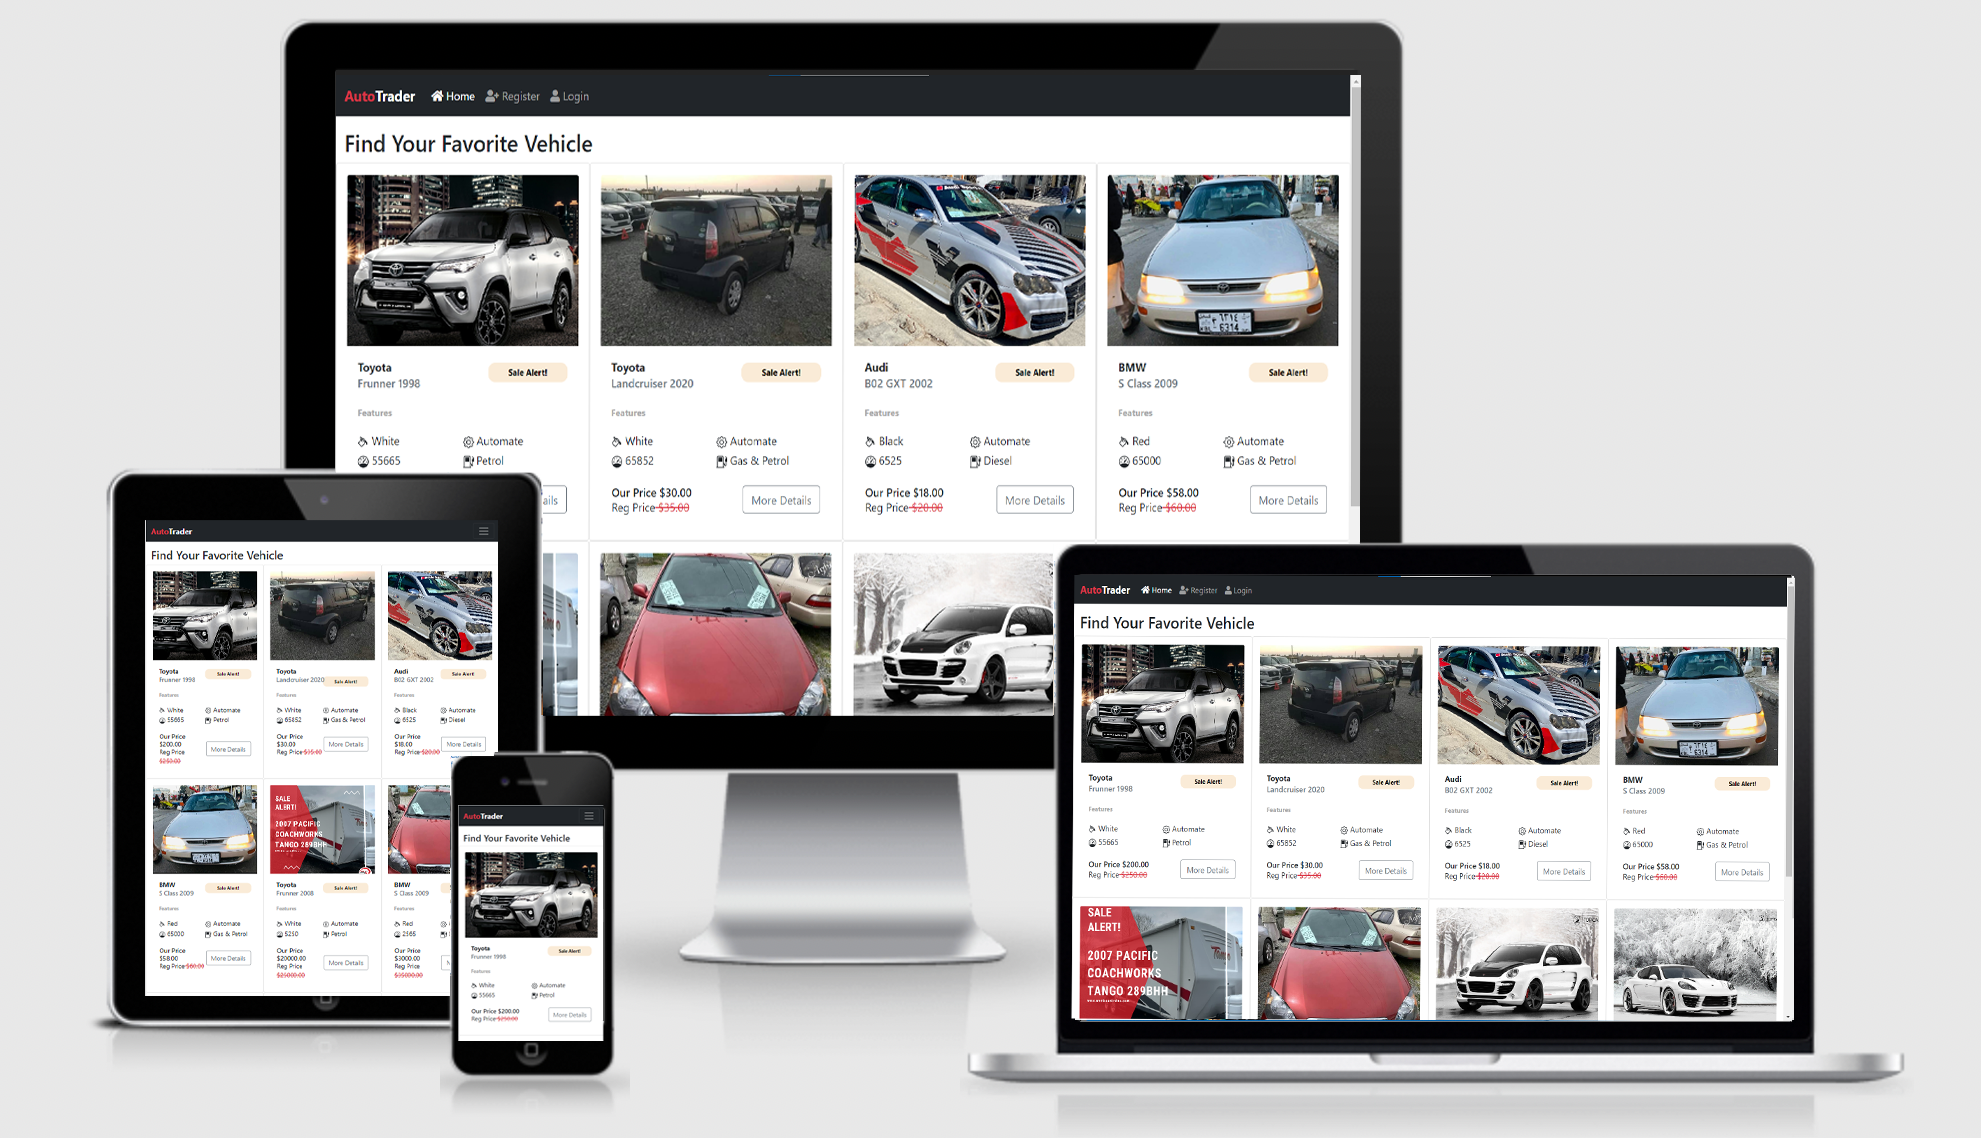 AutoTrader Home Register Login
Find Your Favorite Vehicle
Toyota
Frunner 1998
Sale Alert!
Features
White Automate
55665 Petrol
ails
Toyota
Landcruiser 2020
Sale Alert!
Features
White Automate
65852 Gas & Petrol
Our Price $30.00
Reg Price $35.00
More Details
Audi
B02 GXT 2002
Sale Alert!
Features
Black Automate
6525 Diesel
Our Price $18.00
Reg Price $20.00
More Details
BMW
S Class 2009
Sale Alert!
Features
Red Automate
65000 Gas & Petrol
Our Price $58.00
Reg Price $60.00
More Details
6314
AutoTrader
Find Your Favorite Vehicle
Toyota
Frunner 1998
Sale Alert!
Features
White Automate
55665 Petrol
Our Price
$200.00
Reg Price
$250.00
More Details
Toyota
Landcruiser 2020
Sale Alert!
Features
White Automate
65852 Gas & Petrol
Our Price
$30.00
Reg Price $35.00
More Details
Audi
B02 GXT 2002
Sale Alert!
Features
Black Automate
6525 Diesel
Our Price
$18.00
Reg Price $20.00
More Details
BMW
S Class 2009
Sale Alert!
Features
Red Automate
65000 Gas & Petrol
Our Price
$58.00
Reg Price $60.00
More Details
SALE
ALERT!
2007 PACIFIC
COACHWORKS
TANGO 289BHH
Toyota
Frunner 2008
Sale Alert!
Features
White Automate
5250 Petrol
Our Price
$20000.00
Reg Price
$25000.00
More Details
BMW
S Class 2009
Features
Red
2565
Our Price
$3000.00
Reg Price
$35000.00
AutoTrader
Find Your Favorite Vehicle
Toyota
Frunner 1998
Sale Alert!
Features
White Automate
55665 Petrol
Our Price $200.00
Reg Price $250.00
More Details
AutoTrader Home Register Login
Find Your Favorite Vehicle
Toyota
Frunner 1998
Sale Alert!
Features
White Automate
55665 Petrol
Our Price $200.00
Reg Price $250.00
More Details
Toyota
Landcruiser 2020
Sale Alert!
Features
White Automate
65852 Gas & Petrol
Our Price $30.00
Reg Price $35.00
More Details
Audi
B02 GXT 2002
Sale Alert!
Features
Black Automate
6525 Diesel
Our Price $18.00
Reg Price $20.00
More Details
BMW
S Class 2009
Sale Alert!
Features
Red Automate
65000 Gas & Petrol
Our Price $58.00
Reg Price $60.00
More Details
SALE
ALERT!
2007 PACIFIC
COACHWORKS
TANGO 289BHH